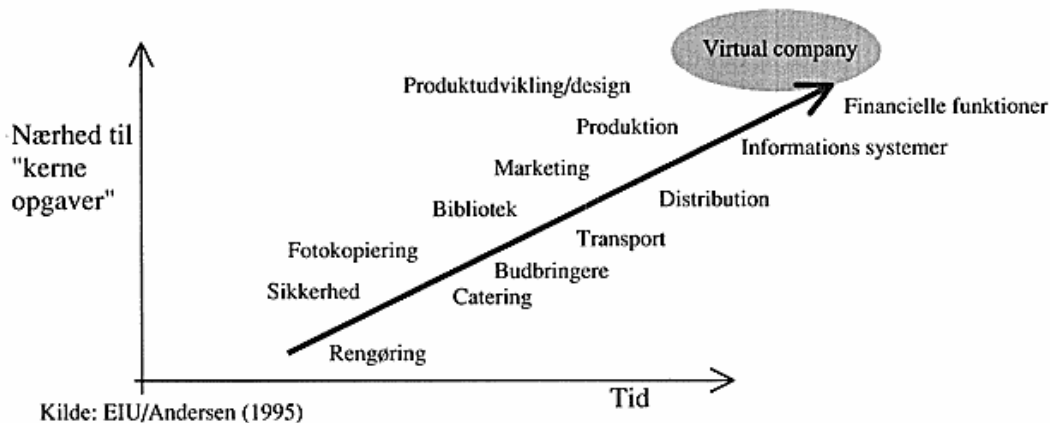 Virtual company
Produktudvikling/design
Financielle funktioner
Nærhed til
"kerne
opgaver"
Produktion
Informations systemer
Marketing
Distribution
Bibliotek
Transport
Fotokopiering
Budbringere
Sikkerhed
Catering
Rengøring
Tid
Kilde: EIU/Andersen (1995)